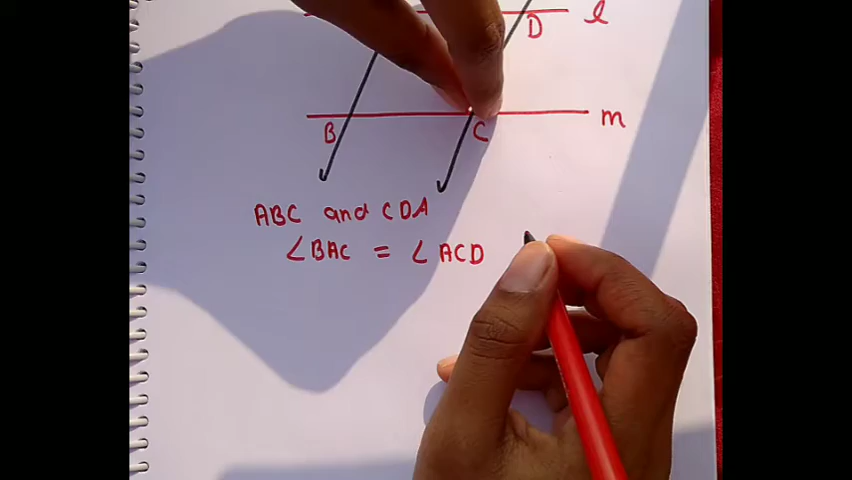 D l
B C m
ABC and CDA
∠BAC = ∠ACD